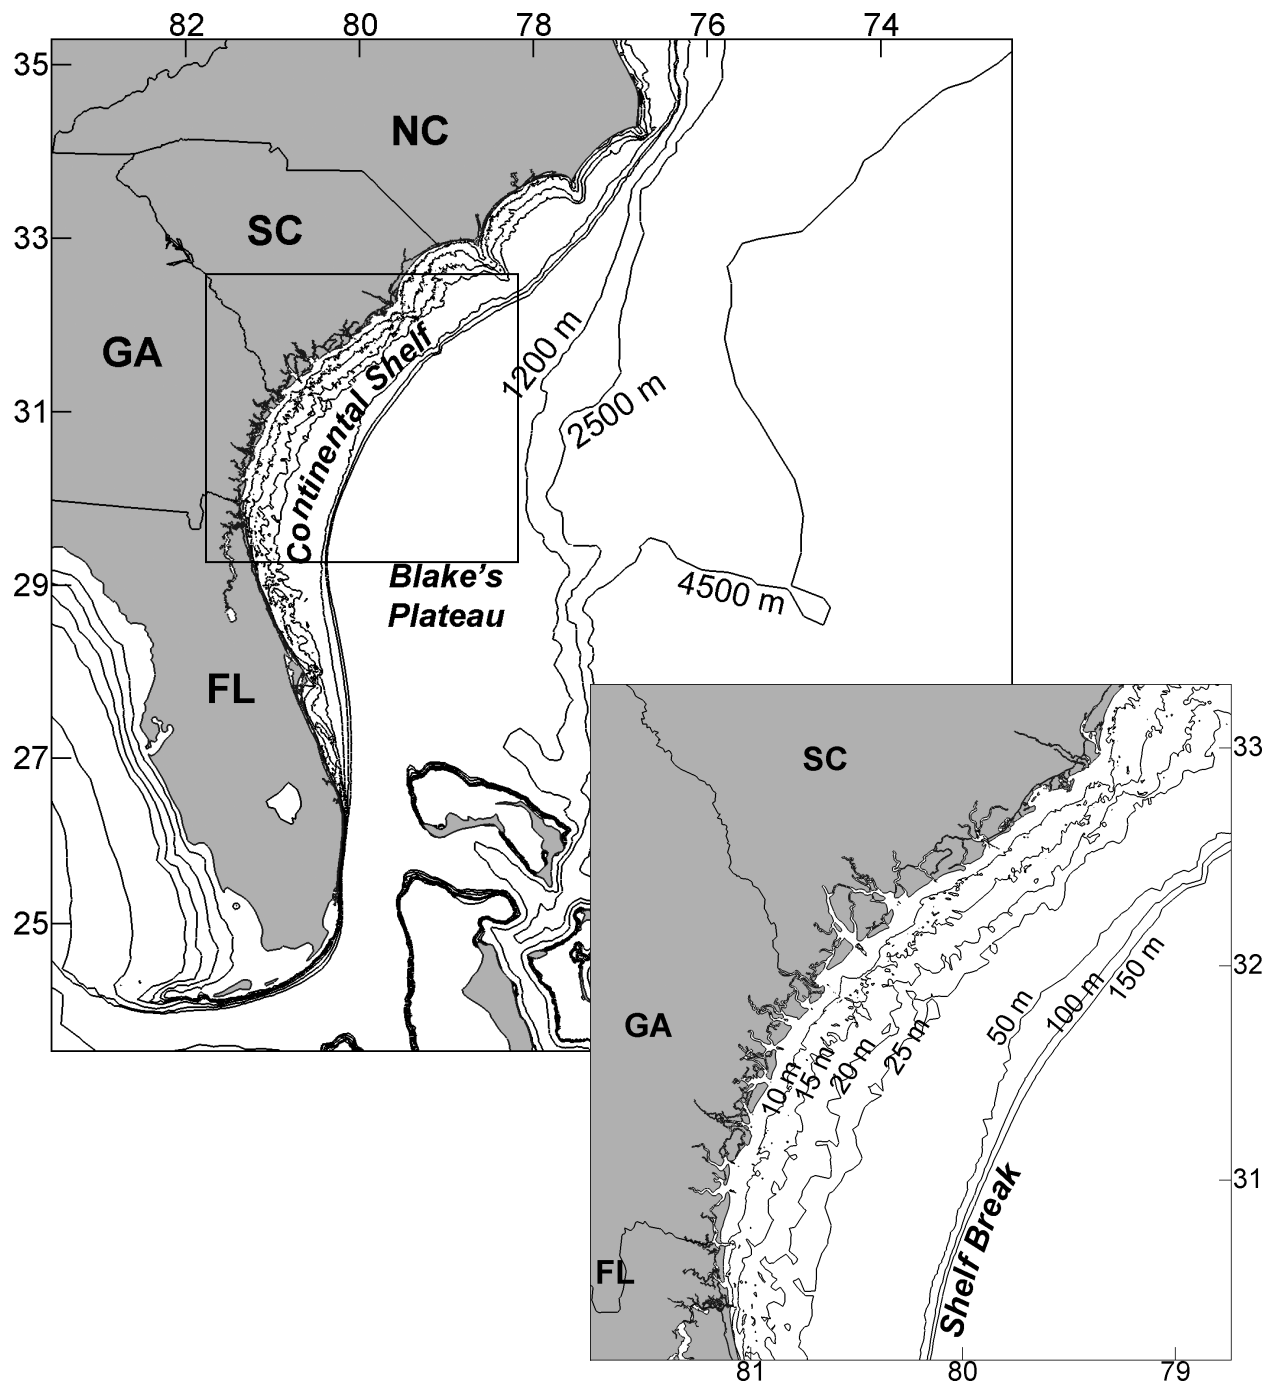 82 80 78 76 74
35
NC
33
SC
GA
31
Continental Shelf
1200 m
2500 m
29
Blake's
Plateau
4500 m
FL
27
25
SC
33
32
GA
50 m
100 m
150 m
10 m
15 m
20 m
25 m
31
Shelf Break
FL
81 80 79